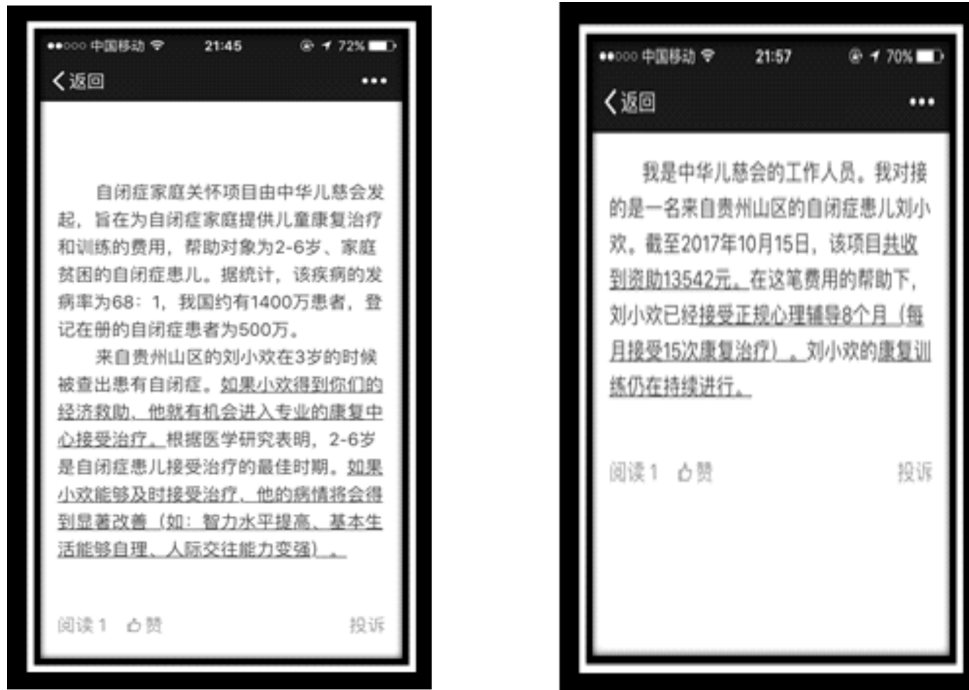 中国移动 21:45 72%
返回
自闭症家庭关怀项目由中华儿慈会发
起，旨在为自闭症家庭提供儿童康复治疗
和训练的费用，帮助对象为2-6岁、家庭
贫困的自闭症患儿。据统计，该疾病的发
病率为68：1，我国约有1400万患者，登
记在册的自闭症患者为500万。
来自贵州山区的刘小欢在3岁的时候
被查出患有自闭症。如果小欢得到你们的
经济救助，他就有机会进入专业的康复中
心接受治疗。根据医学研究表明，2-6岁
是自闭症患儿接受治疗的最佳时期。如果
小欢能够及时接受治疗，他的病情将会得
到显著改善（如：智力水平提高、基本生
活能够自理、人际交往能力变强）。
阅读 1 赞 投诉
中国移动 21:57 70%
返回
我是中华儿慈会的工作人员。我对接
的是一名来自贵州山区的自闭症患儿刘小
欢。截至2017年10月15日，该项目共收
到资助13542元。在这笔费用的帮助下，
刘小欢已经接受正规心理辅导8个月（每
月接受15次康复治疗）。刘小欢的康复训
练仍在持续进行。
阅读 1 赞 投诉